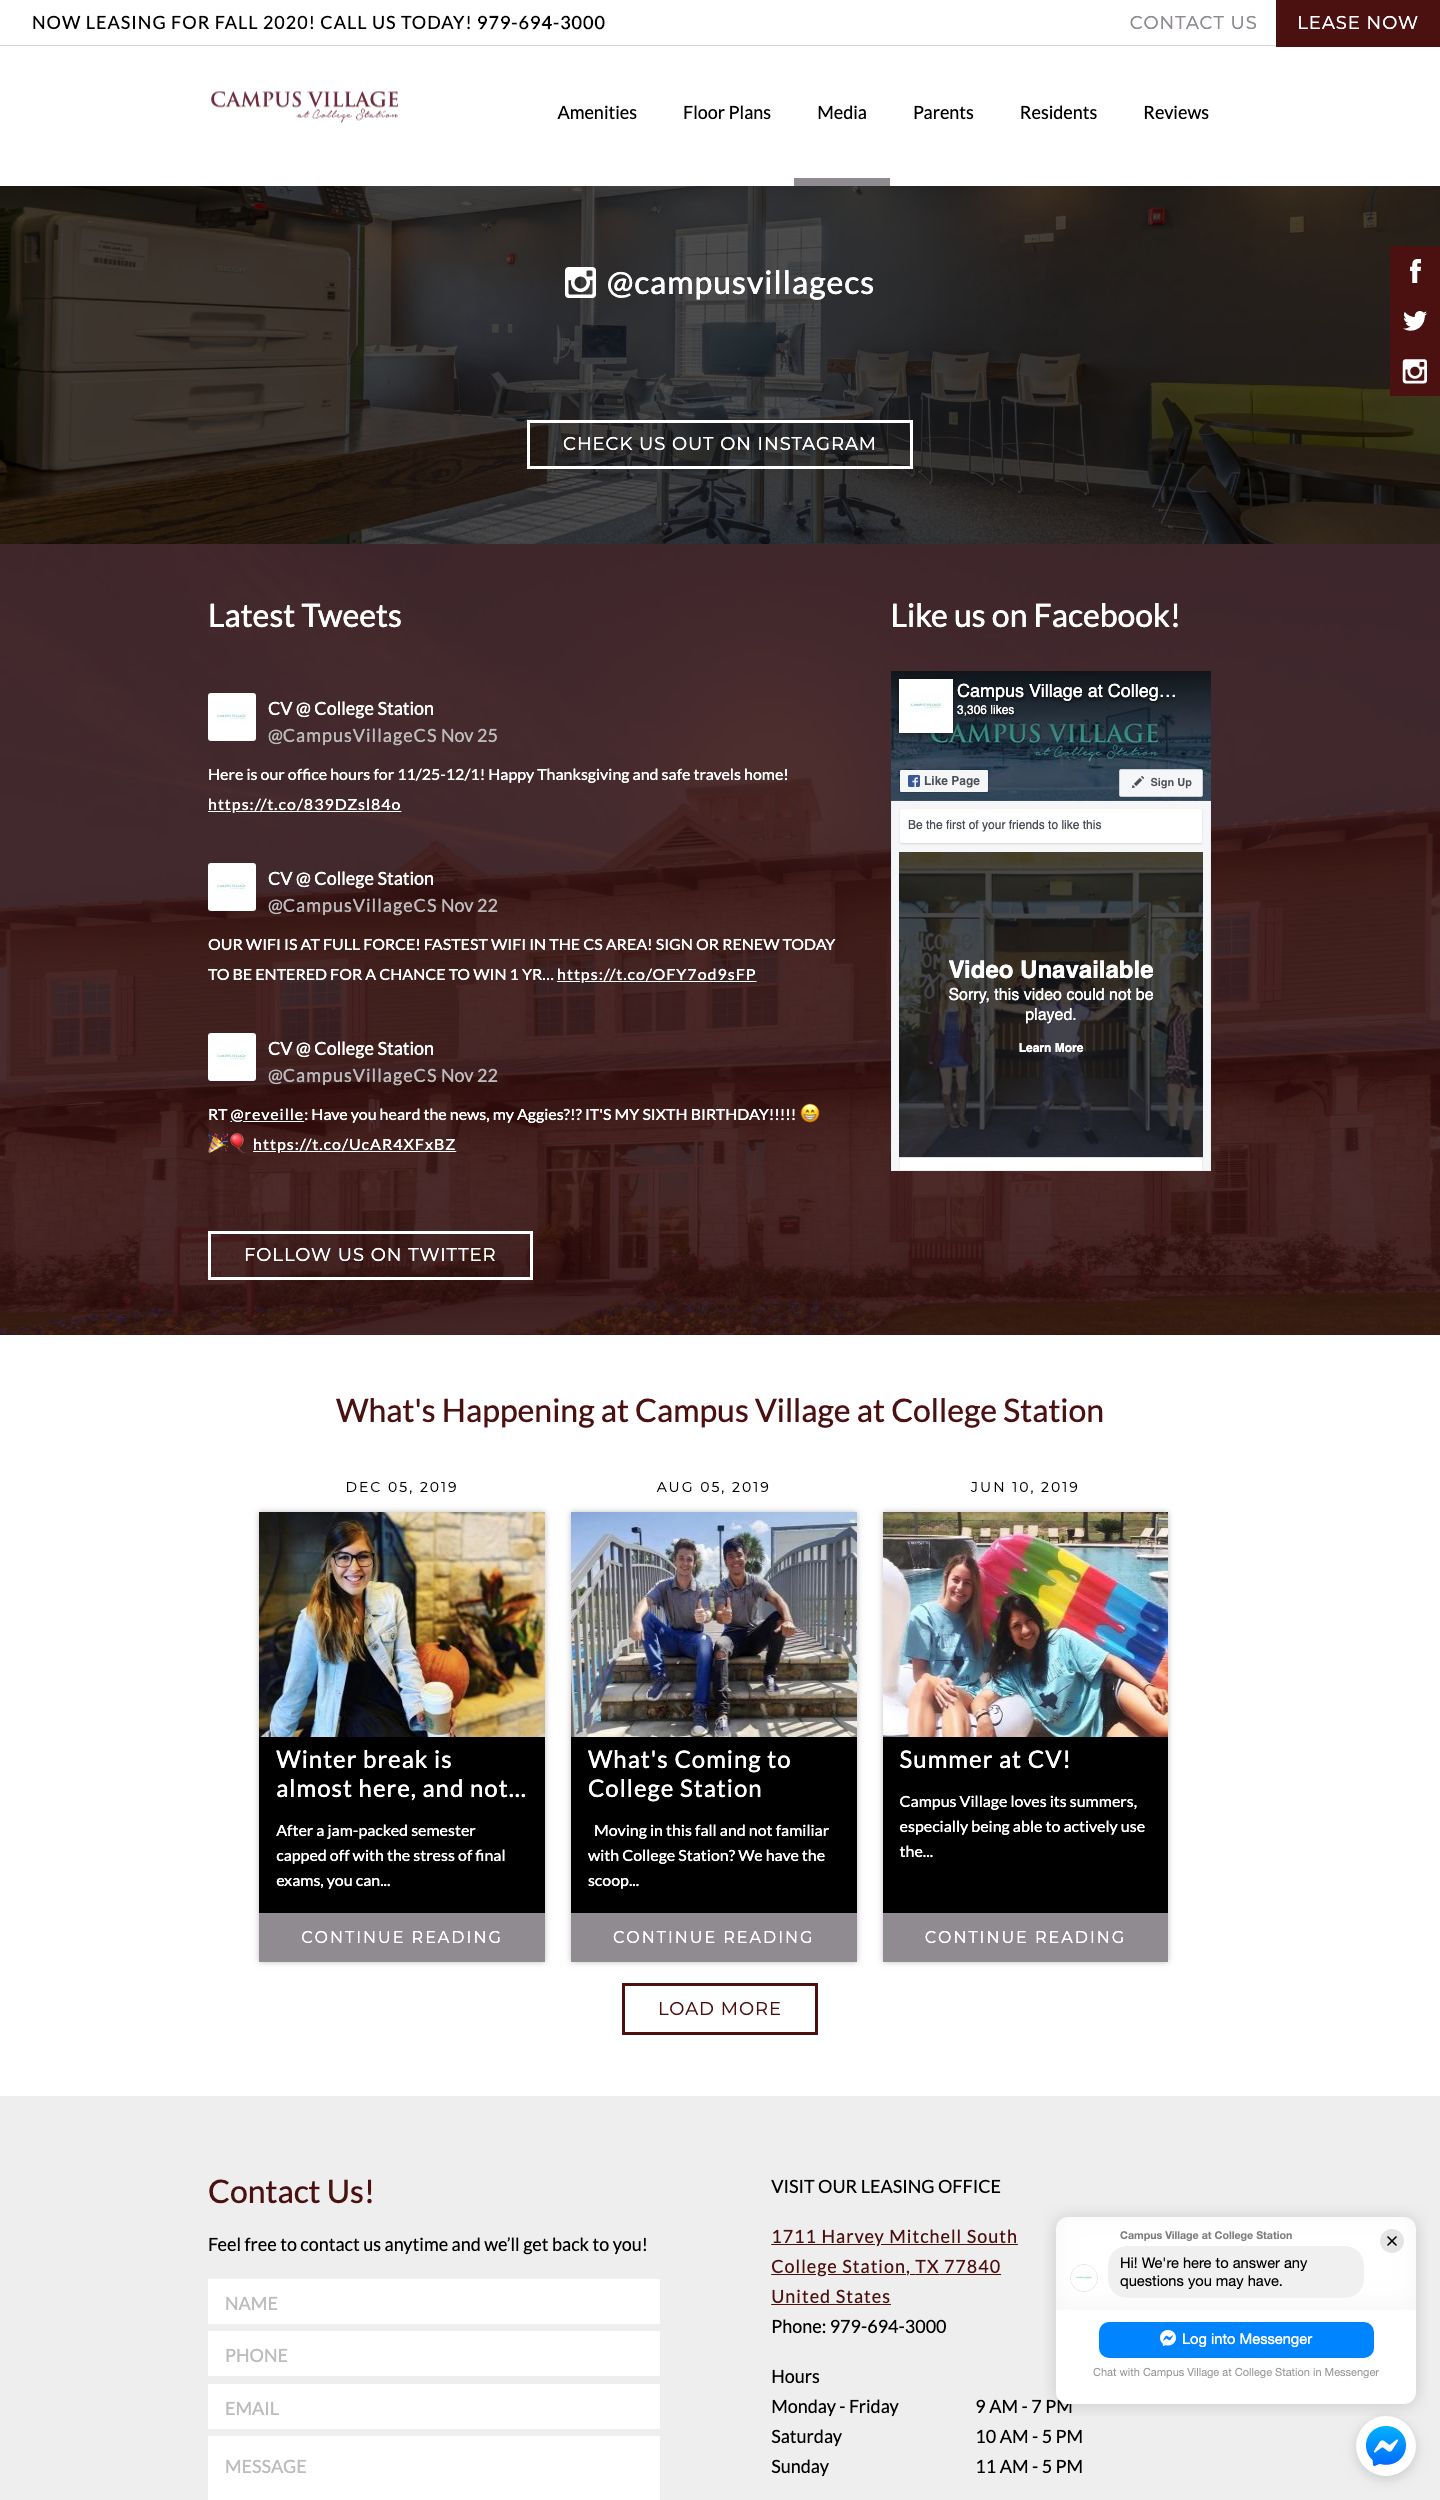 NOW LEASING FOR FALL 2020! CALL US TODAY! 979-694-3000
CONTACT US
LEASE NOW
CAMPUS VILLAGE
at College Station
Amenities
Floor Plans
Media
Parents
Residents
Reviews
@campusvillagecs
CHECK US OUT ON INSTAGRAM
Latest Tweets
CV @ College Station
@CampusVillageCS Nov 25
Here is our office hours for 11/25-12/1! Happy Thanksgiving and safe travels home!
https://t.co/839DZsl84o
CV @ College Station
@CampusVillageCS Nov 22
OUR WIFI IS AT FULL FORCE! FASTEST WIFI IN THE CS AREA! SIGN OR RENEW TODAY
TO BE ENTERED FOR A CHANCE TO WIN 1 YR... https://t.co/OFY7od9sFP
CV @ College Station
@CampusVillageCS Nov 22
RT @reveille: Have you heard the news, my Aggies?!? IT'S MY SIXTH BIRTHDAY!!!!! 😁
🎉🎈 https://t.co/UcAR4XFxBZ
FOLLOW US ON TWITTER
Like us on Facebook!
Campus Village at Colleg…
3,306 likes
CAMPUS VILLAGE
at College Station
Like Page
Sign Up
Be the first of your friends to like this
Video Unavailable
Sorry, this video could not be
played.
Learn More
What's Happening at Campus Village at College Station
DEC 05, 2019
Winter break is
almost here, and not...
After a jam-packed semester
capped off with the stress of final
exams, you can...
CONTINUE READING
AUG 05, 2019
What's Coming to
College Station
Moving in this fall and not familiar
with College Station? We have the
scoop...
CONTINUE READING
JUN 10, 2019
Summer at CV!
Campus Village loves its summers,
especially being able to actively use
the...
CONTINUE READING
LOAD MORE
Contact Us!
Feel free to contact us anytime and we'll get back to you!
NAME
PHONE
EMAIL
MESSAGE
VISIT OUR LEASING OFFICE
1711 Harvey Mitchell South
College Station, TX 77840
United States
Phone: 979-694-3000
Hours
Monday - Friday 9 AM - 7 PM
Saturday 10 AM - 5 PM
Sunday 11 AM - 5 PM
Campus Village at College Station
Hi! We're here to answer any
questions you may have.
Log into Messenger
Chat with Campus Village at College Station in Messenger